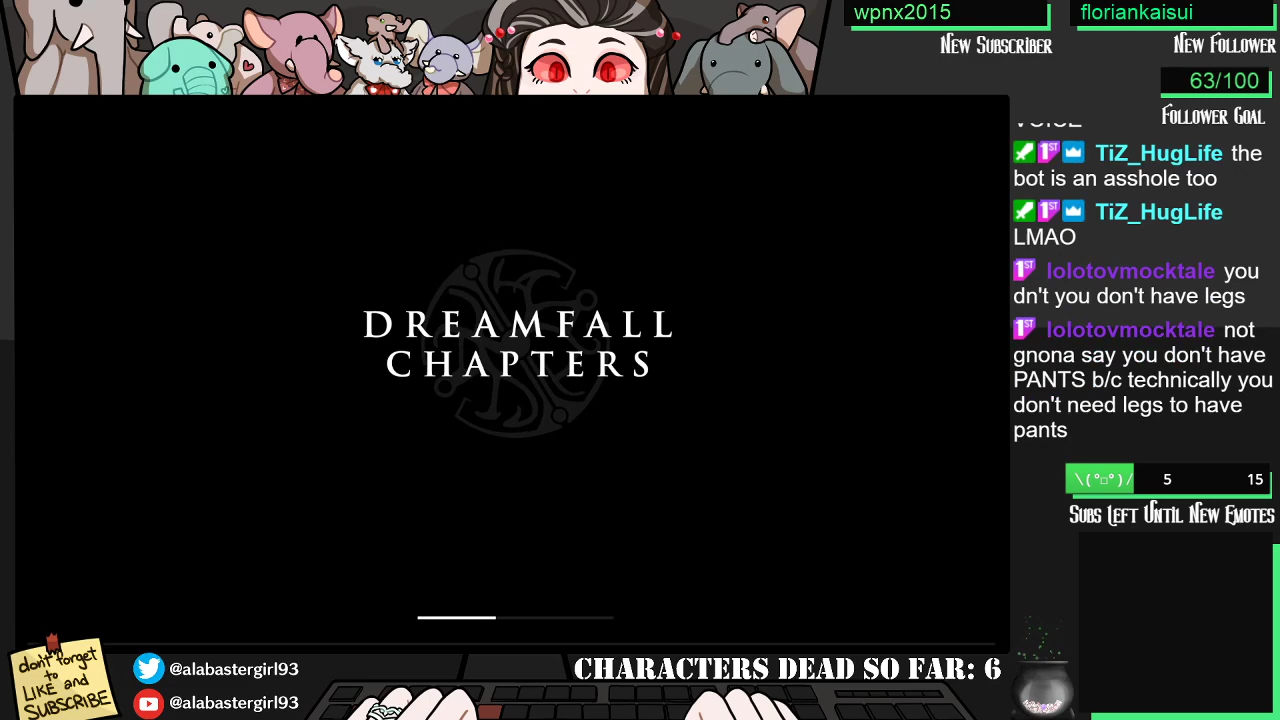 wpnx2015
New Subscriber
floriankaisui
New Follower
63/100
Follower Goal
TiZ_HugLife the
bot is an asshole too
TiZ_HugLife
LMAO
1ST lolotovmocktale you
dn't you don't have legs
1ST lolotovmocktale not
gnona say you don't have
PANTS b/c technically you
don't need legs to have
pants
DREAMFALL
CHAPTERS
\(°□°)/ 5 15
Subs Left Until New Emotes
don't forget
to
LIKE and
SUBSCRIBE
@alabastergirl93
@alabastergirl93
CHARACTERS DEAD SO FAR: 6